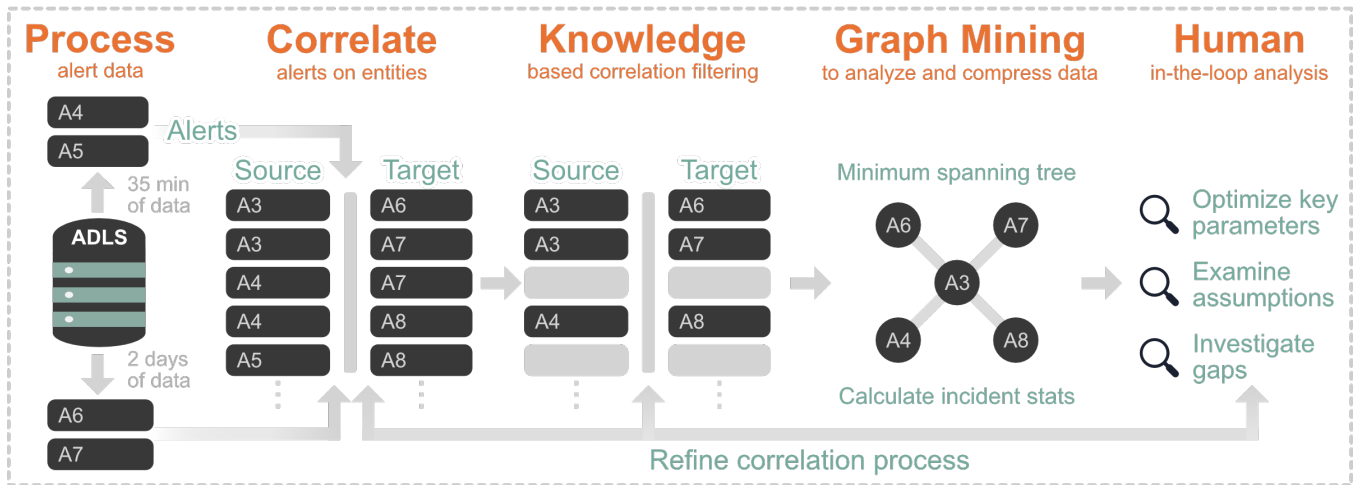 Process
alert data
Correlate
alerts on entities
Knowledge
based correlation filtering
Graph Mining
to analyze and compress data
Human
in-the-loop analysis
A4
A5
Alerts
35 min
of data
ADLS
2 days
of data
A6
A7
Source
Target
A3
A6
A3
A7
A4
A7
A4
A8
A5
A8
Source
Target
A3
A6
A3
A7
A4
A8
Minimum spanning tree
A6
A7
A3
A4
A8
Calculate incident stats
Optimize key
parameters
Examine
assumptions
Investigate
gaps
Refine correlation process